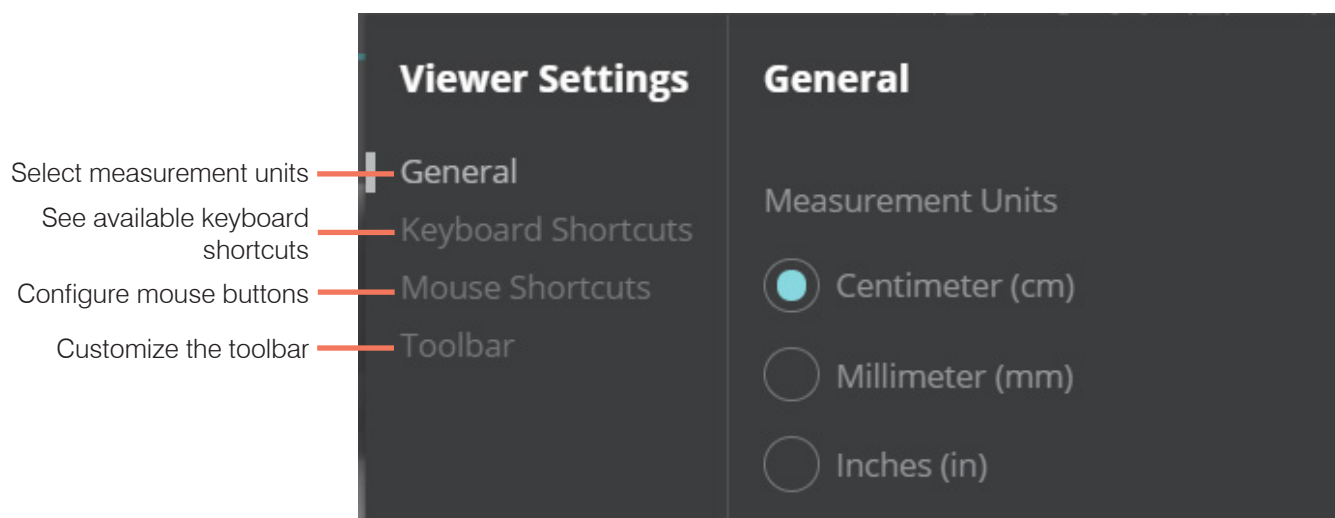 Viewer Settings
General
Select measurement units
General
See available keyboard
shortcuts
Keyboard Shortcuts
Configure mouse buttons
Mouse Shortcuts
Customize the toolbar
Toolbar
Measurement Units
Centimeter (cm)
Millimeter (mm)
Inches (in)